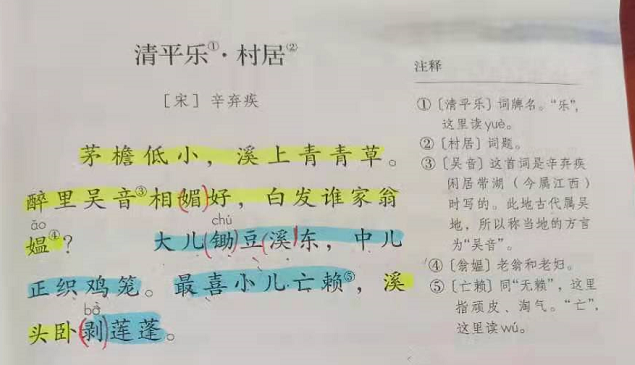 清平乐①·村居②
［宋］ 辛弃疾
茅檐低小，溪上青青草。
醉里吴音③相(媚)好，白发谁家翁
ǎo
媪④？ 大儿(锄)豆(溪)东，中儿
chú
正织鸡笼。最喜小儿亡赖⑤，溪
头卧(剥)莲蓬。
bō
注释
①〔清平乐〕词牌名。“乐”，
这里读yuè。
②〔村居〕词题。
③〔吴音〕这首词是辛弃疾
闲居带湖（今属江西）
时写的。此地古代属吴
地，所以称当地的方言
为“吴音”。
④〔翁媪〕老翁和老妇。
⑤〔亡赖〕同“无赖”，这里
指顽皮、淘气。“亡”，
这里读wú。